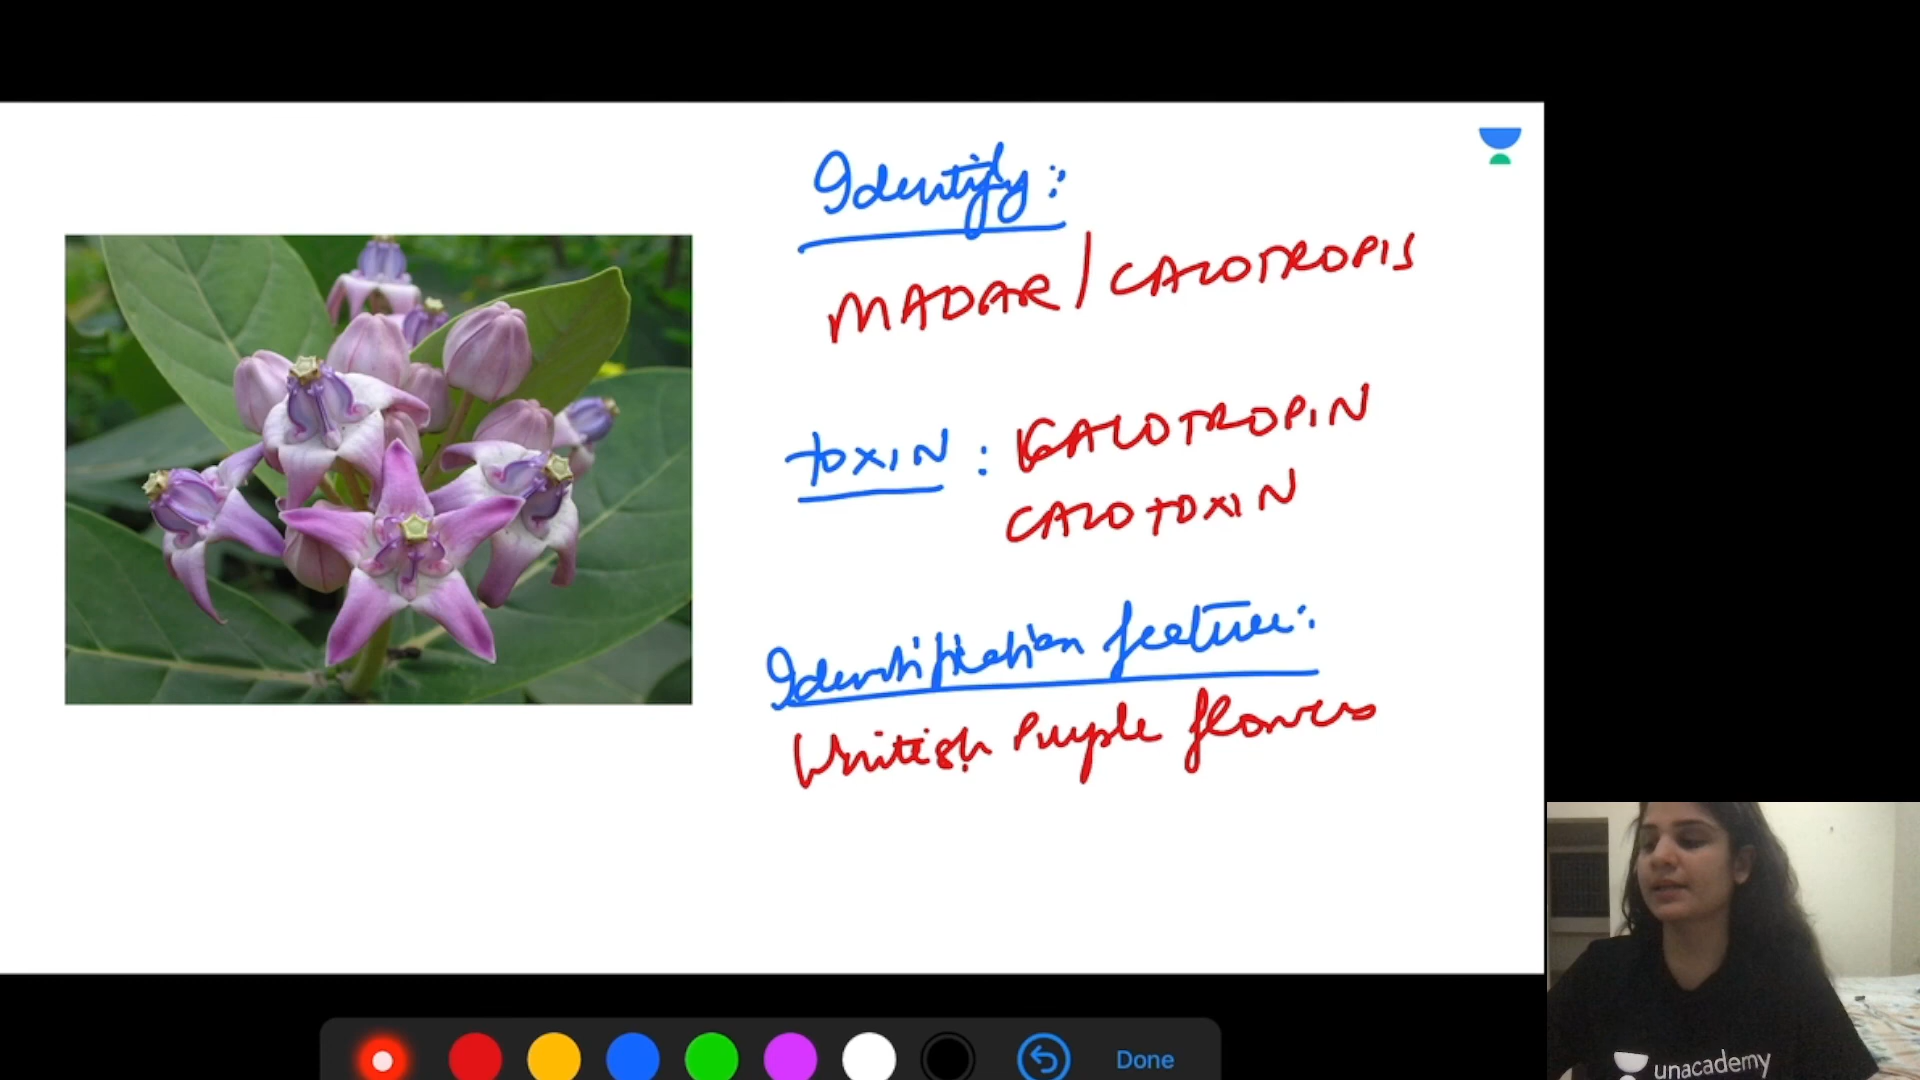 Identify:
MADAR/CALOTROPIS
TOXIN: CALOTROPIN
CALOTOXIN
Identification feature:
Whitish Purple flowers
Done
unacademy